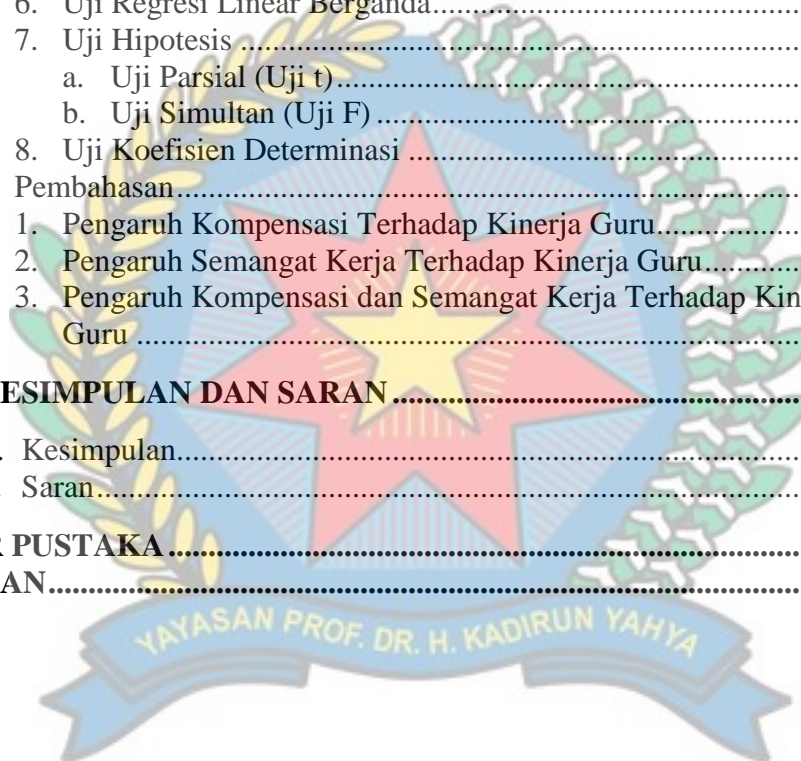 6. Uji Regresi Linear Berganda
7. Uji Hipotesis
a. Uji Parsial (Uji t)
b. Uji Simultan (Uji F)
8. Uji Koefisien Determinasi
Pembahasan
1. Pengaruh Kompensasi Terhadap Kinerja Guru
2. Pengaruh Semangat Kerja Terhadap Kinerja Guru
3. Pengaruh Kompensasi dan Semangat Kerja Terhadap Kin
Guru
ESIMPULAN DAN SARAN
. Kesimpulan
Saran
R PUSTAKA
AN
YAYASAN PROF. DR. H. KADIRUN YAHYA